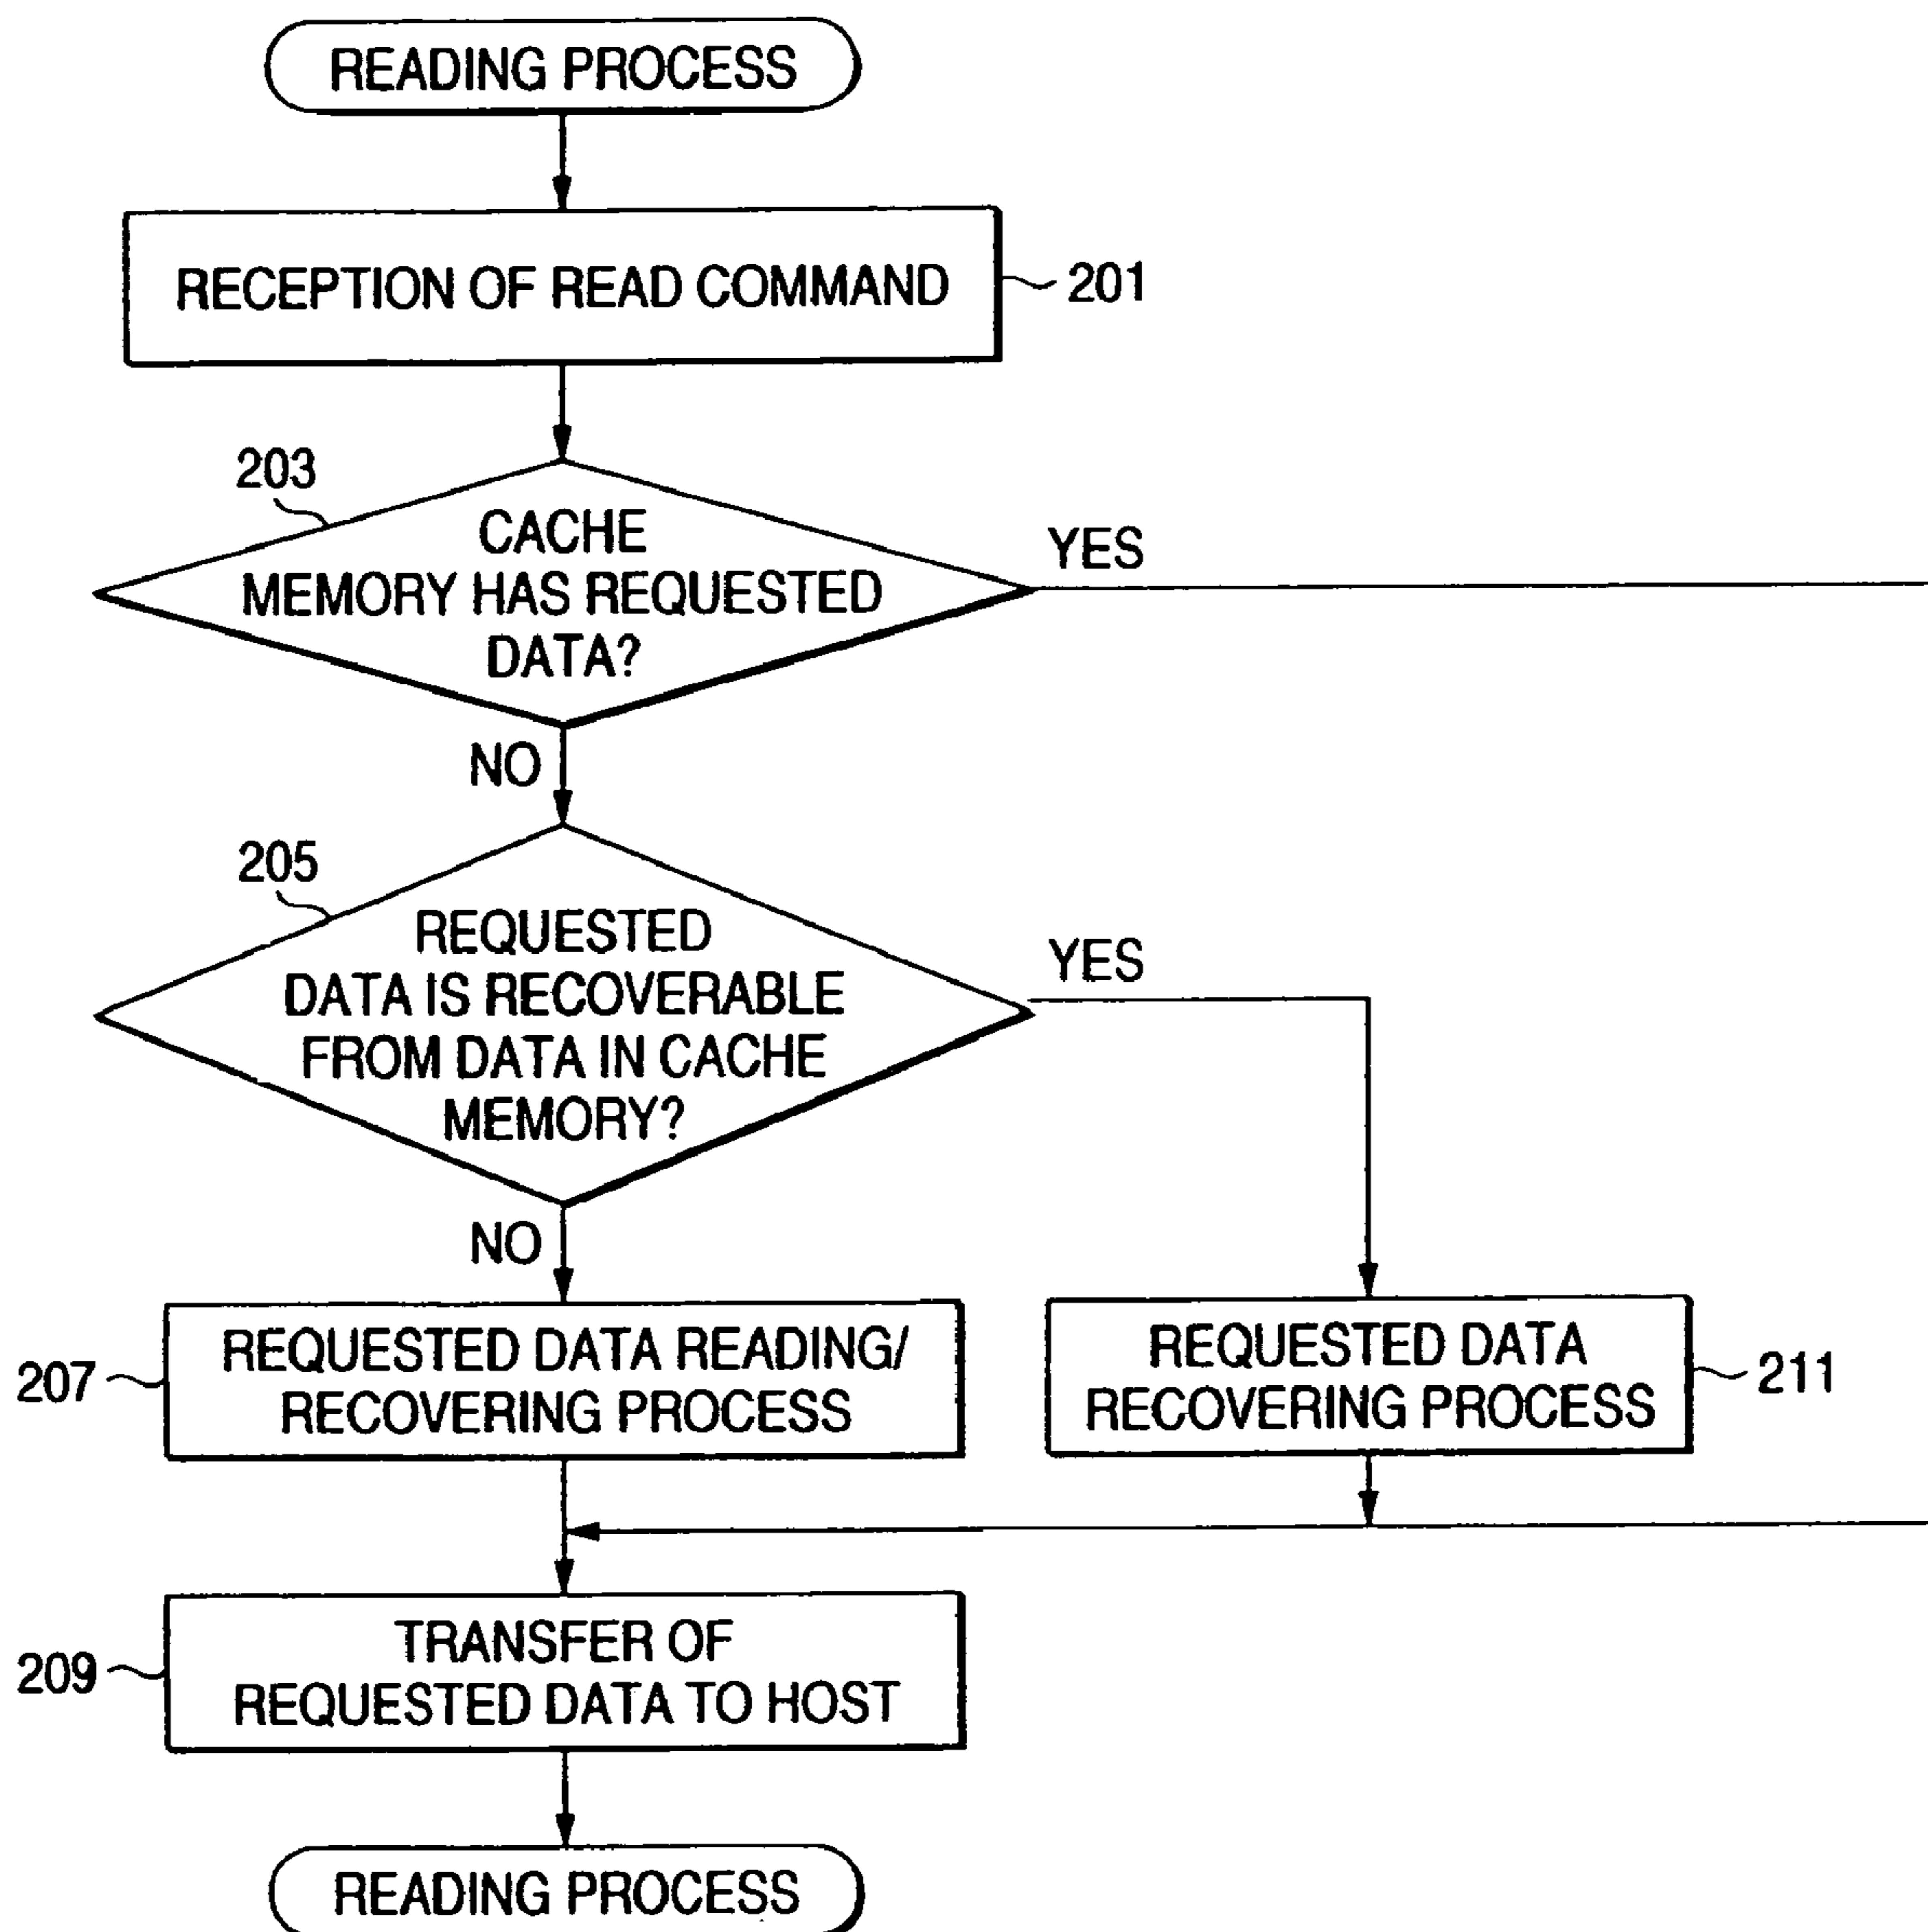 READING PROCESS
RECEPTION OF READ COMMAND
201
203
CACHE
MEMORY HAS REQUESTED
DATA?
YES
NO
205
REQUESTED
DATA IS RECOVERABLE
FROM DATA IN CACHE
MEMORY?
YES
NO
207
REQUESTED DATA READING/
RECOVERING PROCESS
REQUESTED DATA
RECOVERING PROCESS
211
209
TRANSFER OF
REQUESTED DATA TO HOST
READING PROCESS